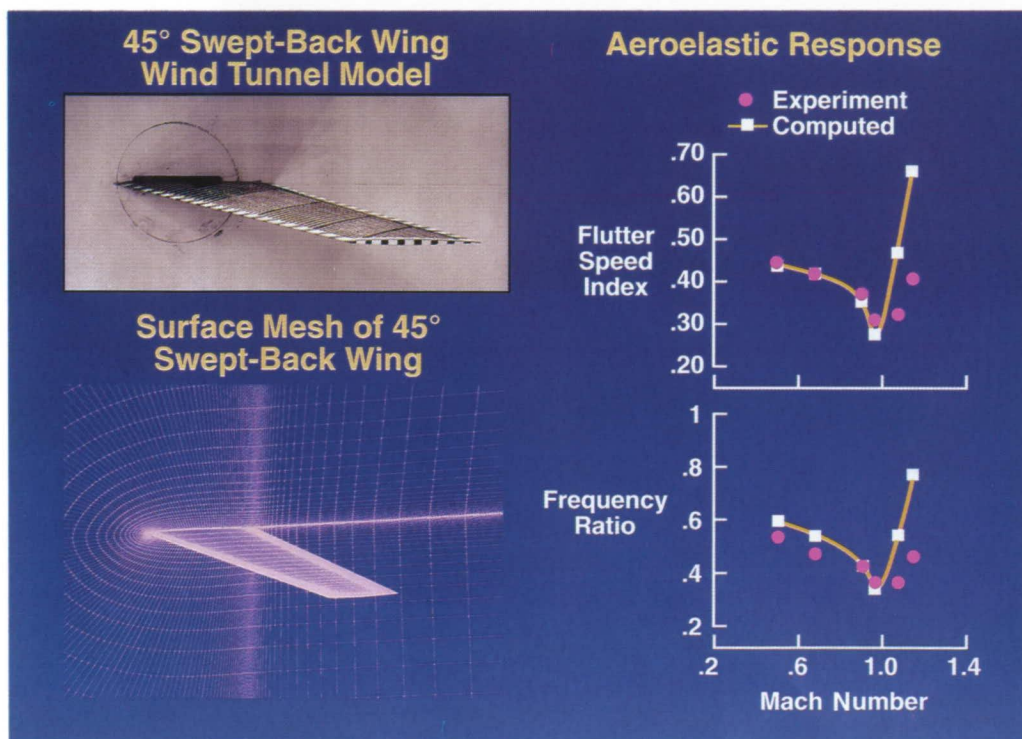 45° Swept-Back Wing
Wind Tunnel Model
Surface Mesh of 45°
Swept-Back Wing
Aeroelastic Response
Experiment
Computed
.70
.60
.50
.40
.30
.20
Flutter
Speed
Index
1
.8
.6
.4
.2
Frequency
Ratio
.2
.6
1.0
1.4
Mach Number